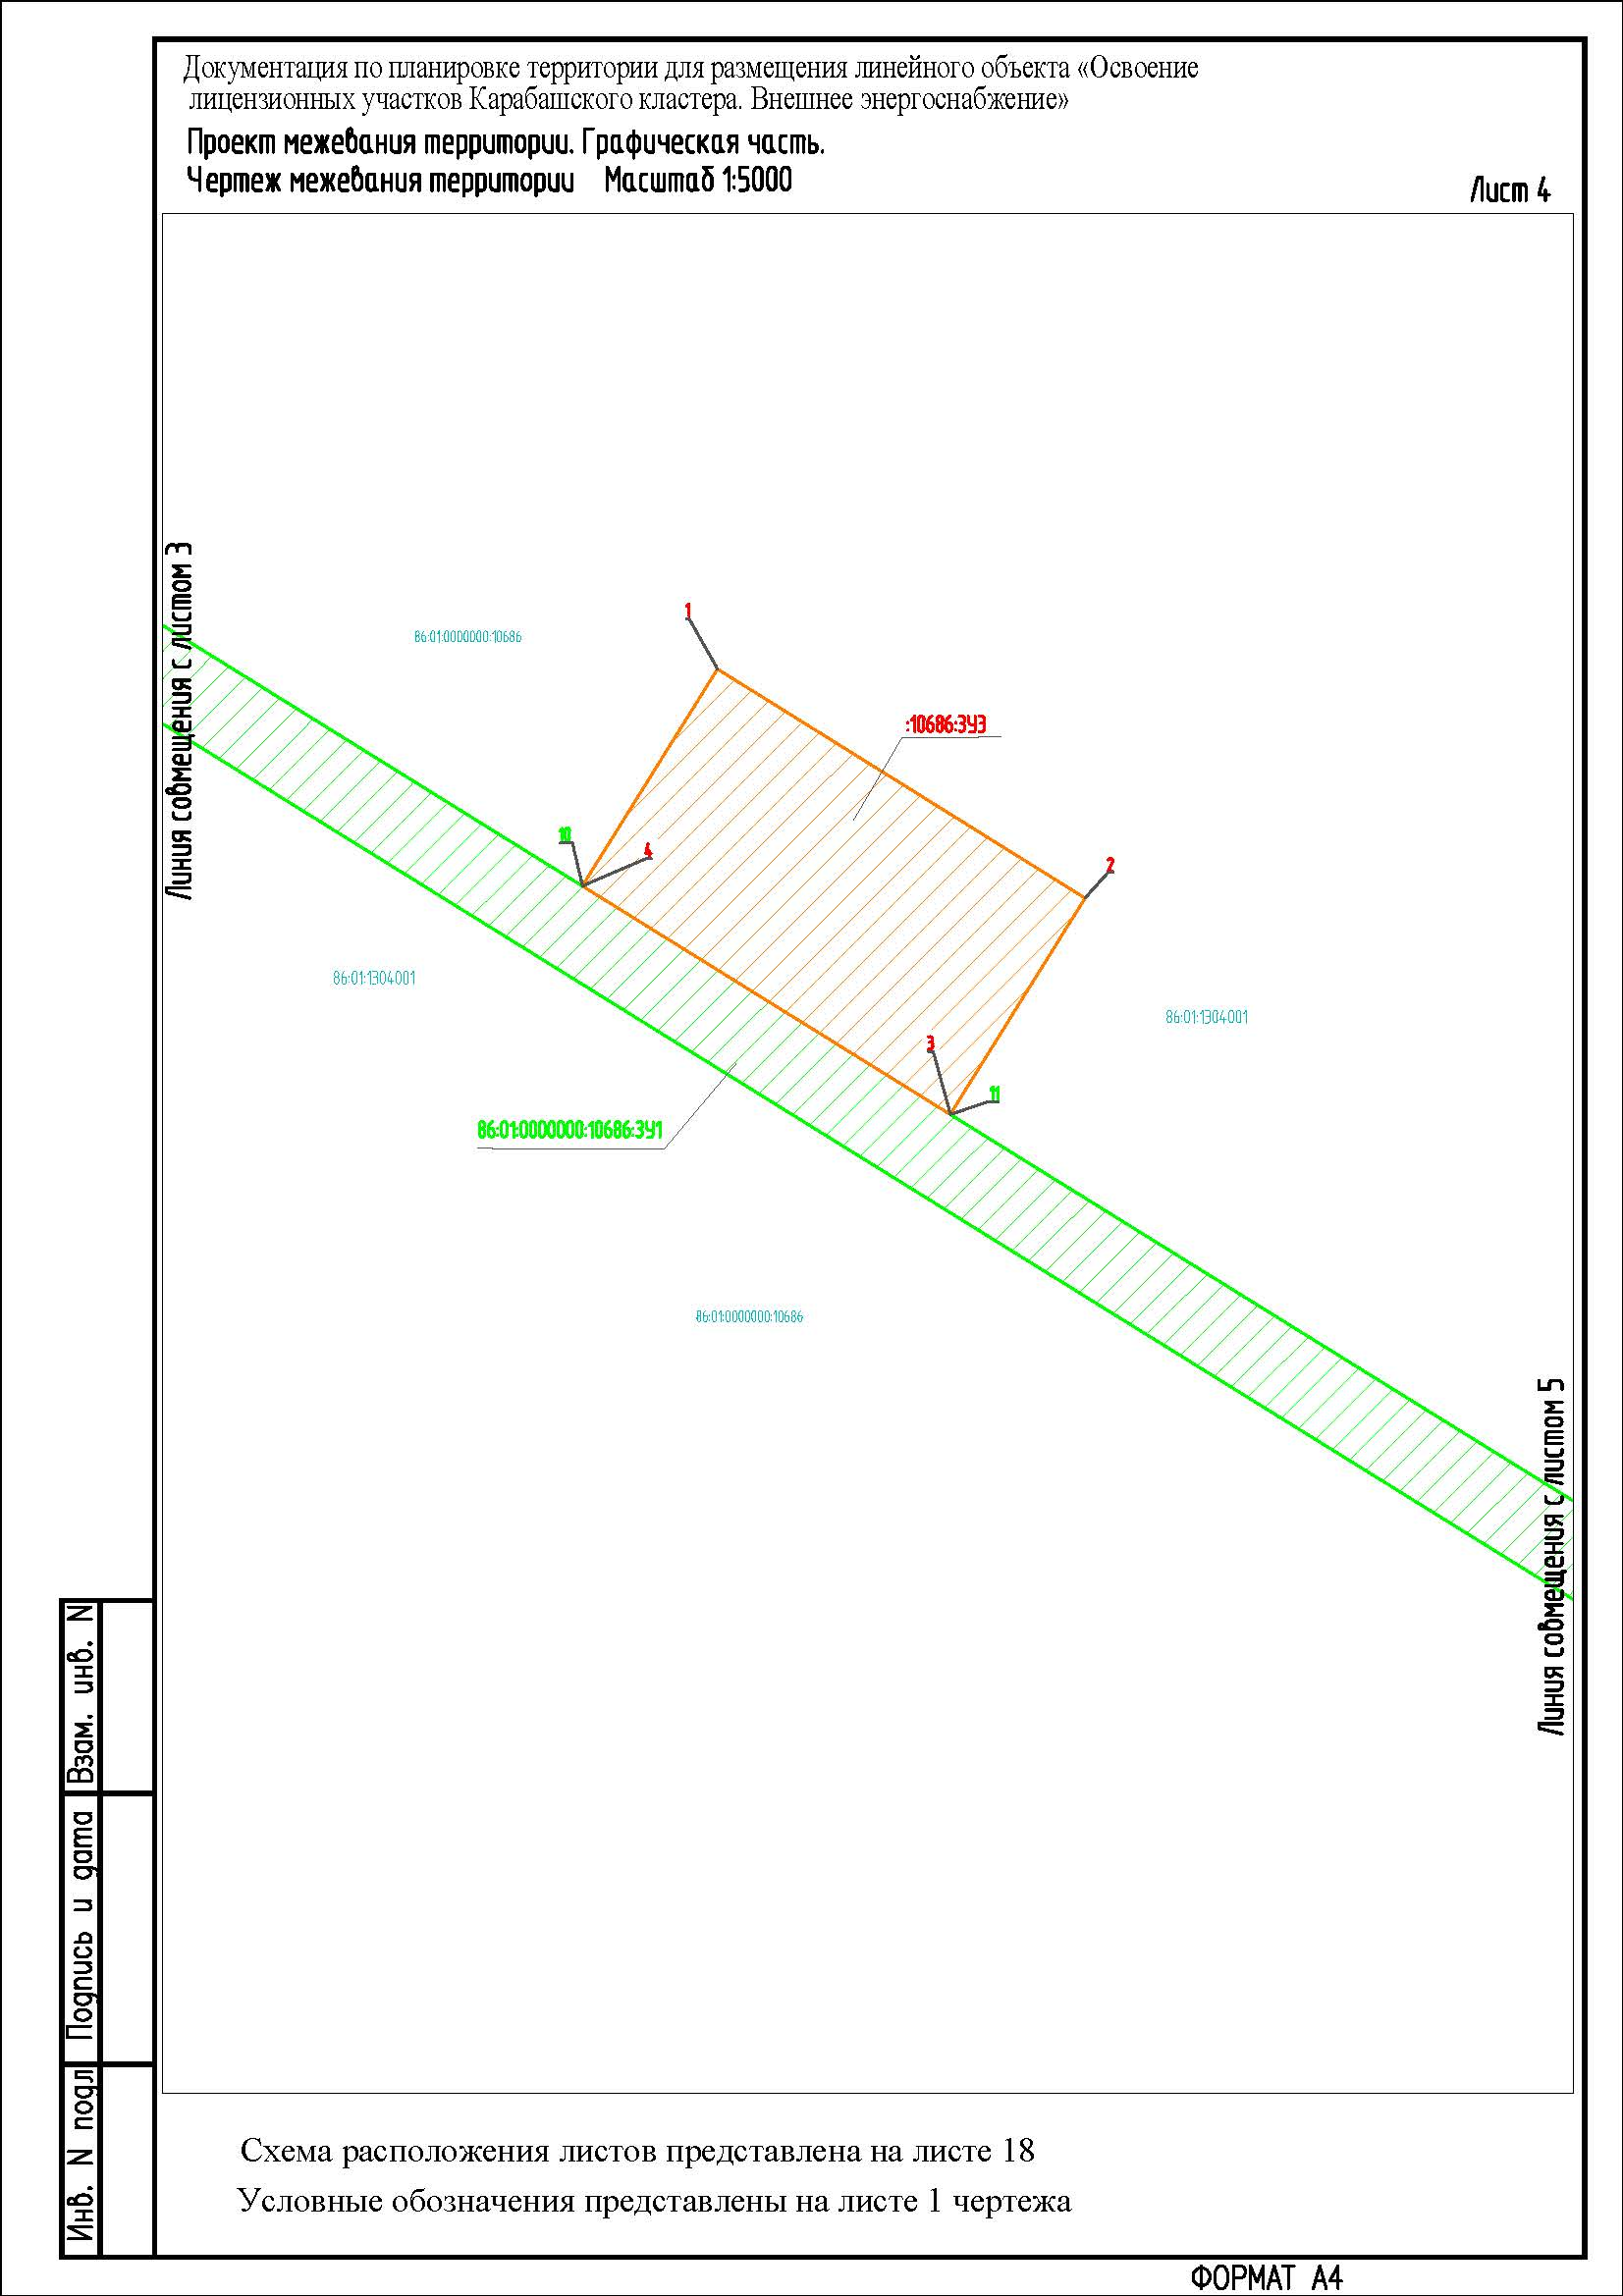 Документация по планировке территории для размещения линейного объекта «Освоение
лицензионных участков Карабашского кластера. Внешнее энергоснабжение»
Проект межевания территории. Графическая часть.
Чертеж межевания территории Масштаб 1:5000
Лист 4
Линия совмещения с листом 3
1
86:01:0000000:10686
:10686:ЗУ3
10
4
2
86:01:1304001
86:01:1304001
3
11
86:01:0000000:10686:ЗУ1
86:01:0000000:10686
Линия совмещения с листом 5
Взам. инв. N
Подпись и дата
Инв. N подл
Схема расположения листов представлена на листе 18
Условные обозначения представлены на листе 1 чертежа
ФОРМАТ А4